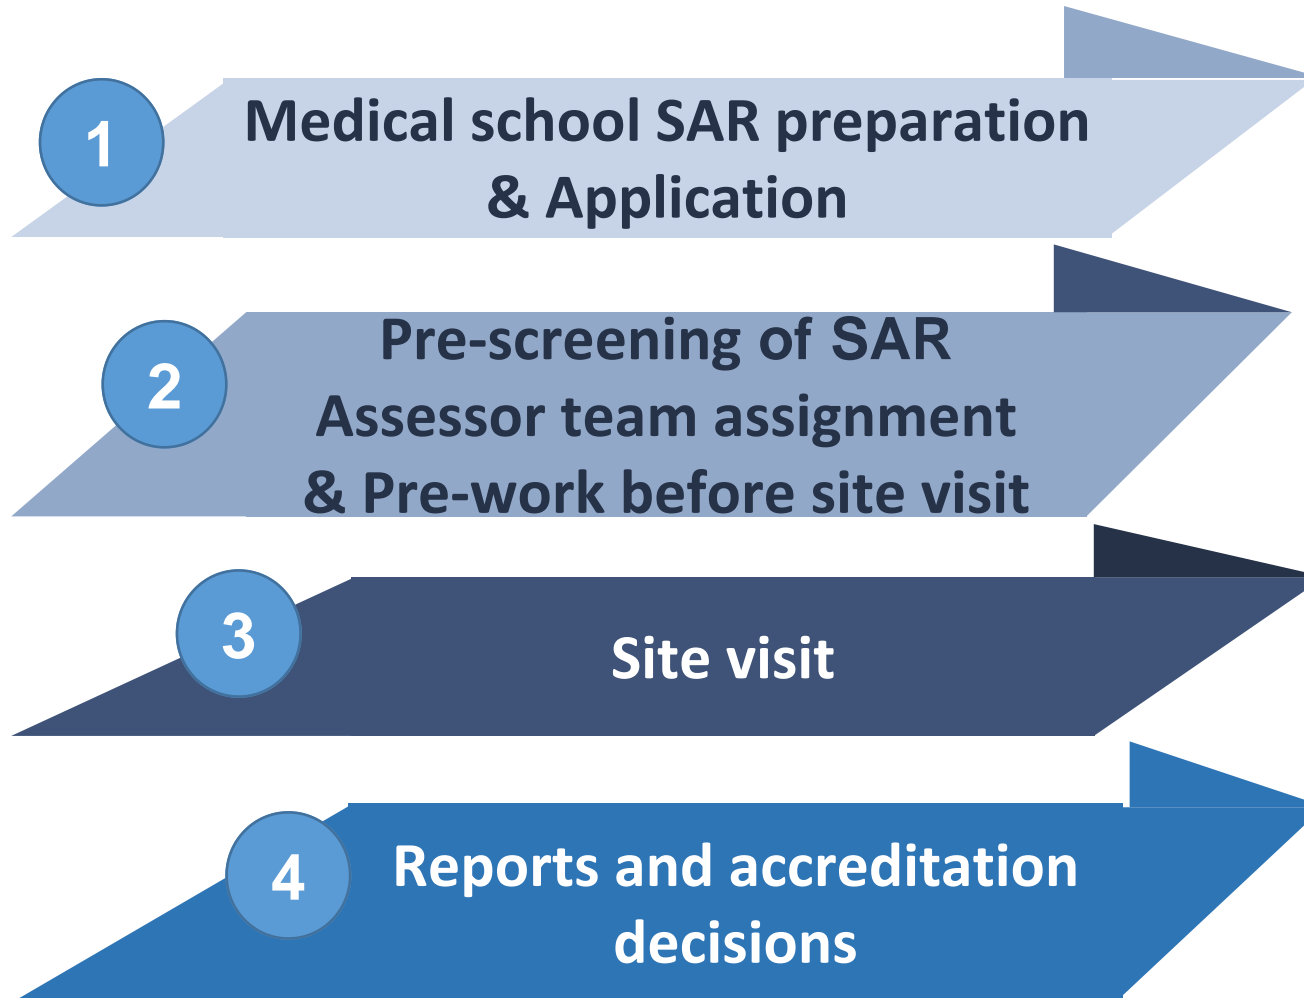 1
Medical school SAR preparation
& Application
2
Pre-screening of SAR
Assessor team assignment
& Pre-work before site visit
3
Site visit
4
Reports and accreditation
decisions